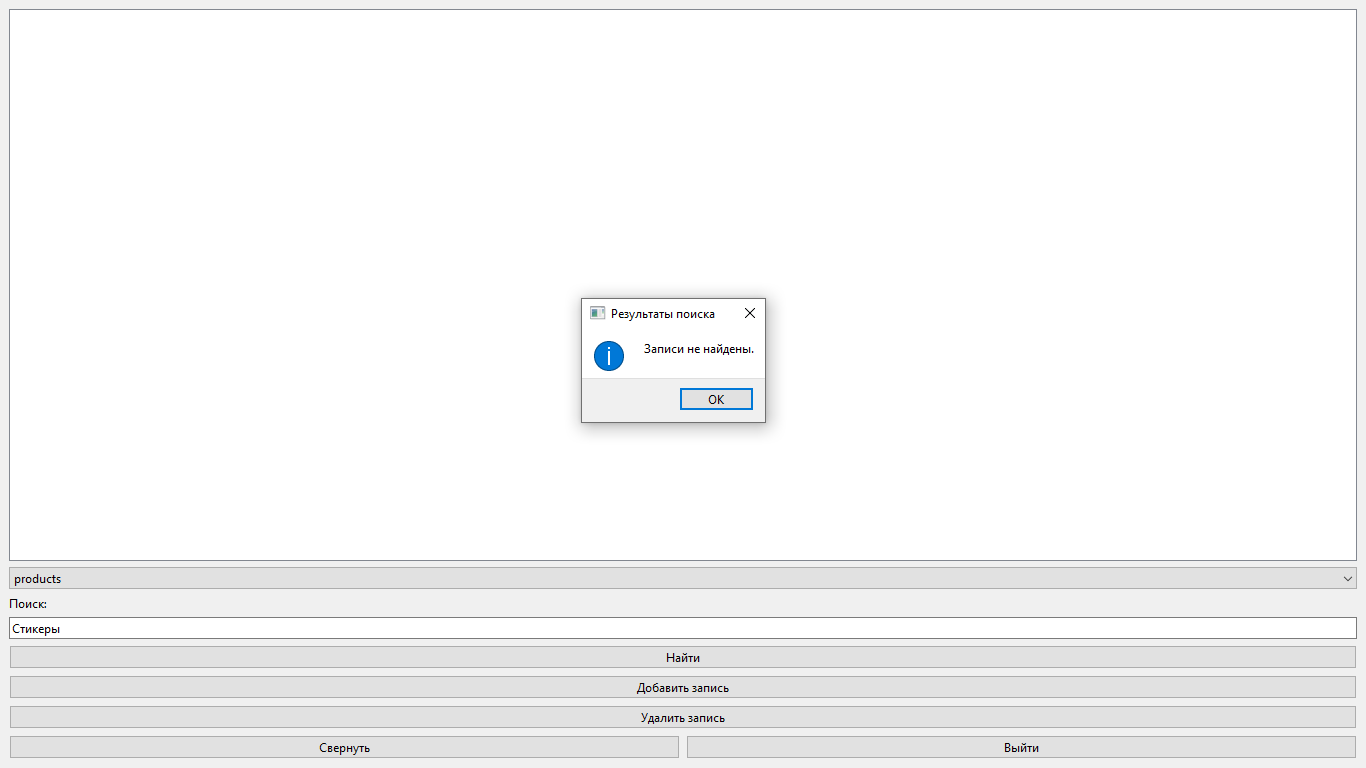 Результаты поиска
Записи не найдены.
OK
products
Поиск:
Стикеры
Найти
Добавить запись
Удалить запись
Свернуть
Выйти